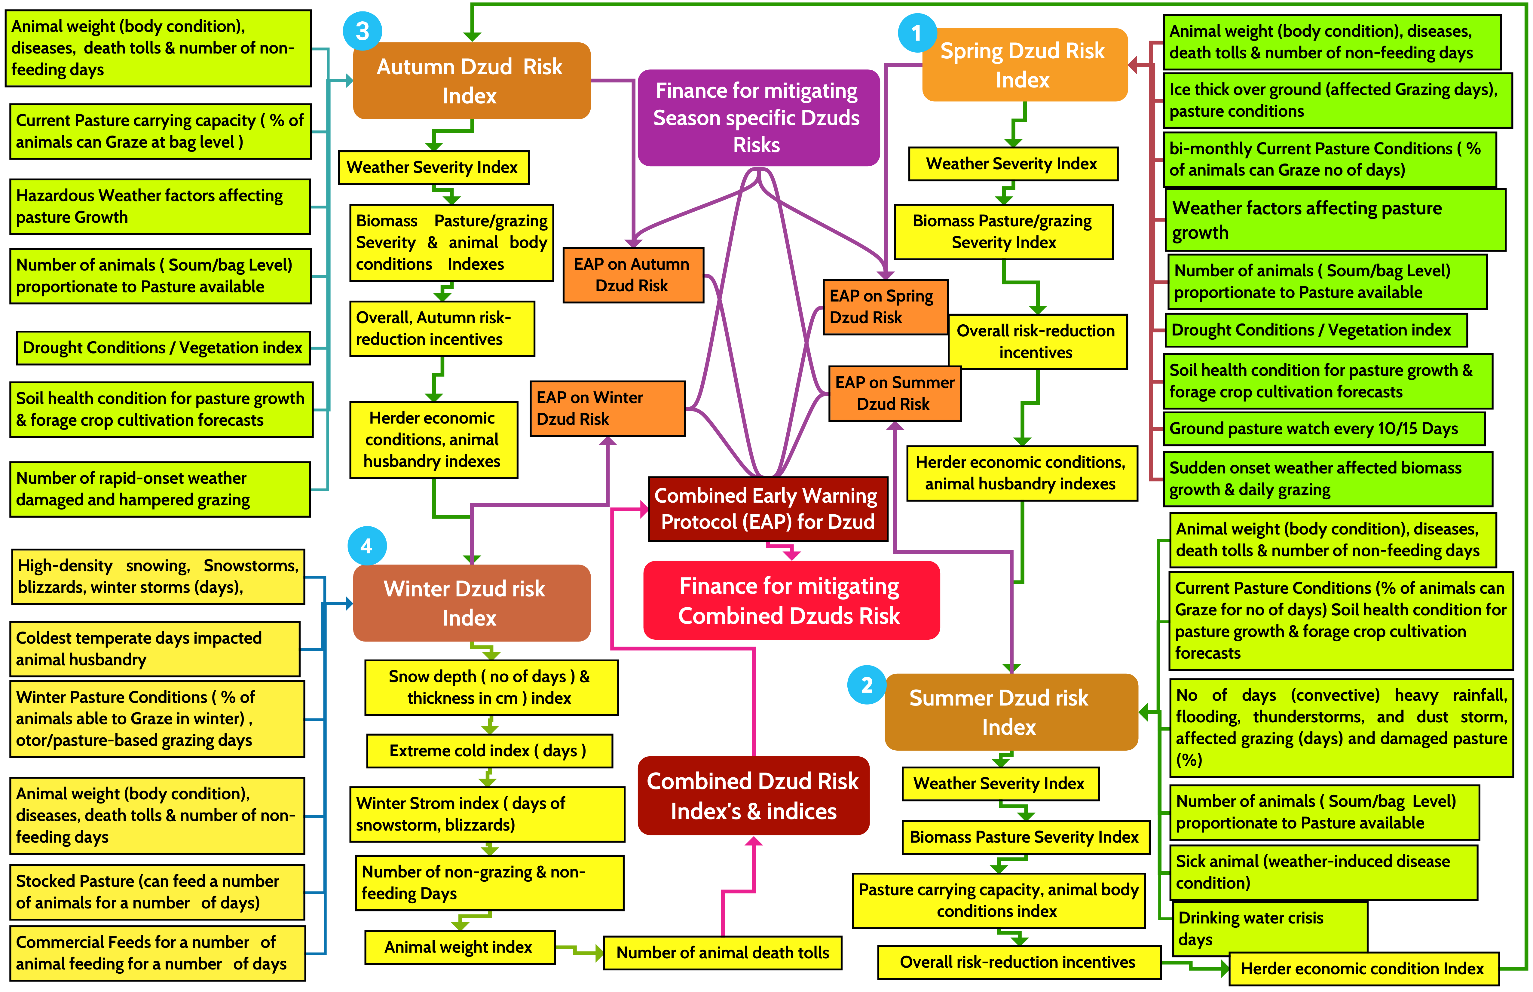 Animal weight (body condition),
diseases, death tolls & number of non-
feeding days
Current Pasture carrying capacity ( % of
animals can Graze at bag level )
Hazardous Weather factors affecting
pasture Growth
Number of animals ( Soum/bag Level)
proportionate to Pasture available
Drought Conditions / Vegetation index
Soil health condition for pasture growth
& forage crop cultivation forecasts
Number of rapid-onset weather
damaged and hampered grazing
3
Autumn Dzud Risk
Index
Weather Severity Index
Biomass Pasture/grazing
Severity & animal body
conditions Indexes
Overall, Autumn risk-
reduction incentives
Herder economic
conditions, animal
husbandry indexes
Finance for mitigating
Season specific Dzuds
Risks
EAP on Autumn
Dzud Risk
EAP on Spring
Dzud Risk
EAP on Winter
Dzud Risk
EAP on Summer
Dzud Risk
Combined Early Warning
Protocol (EAP) for Dzud
Finance for mitigating
Combined Dzuds Risk
Combined Dzud Risk
Index's & indices
1
Spring Dzud Risk
Index
Weather Severity Index
Biomass Pasture/grazing
Severity Index
Overall risk-reduction
incentives
Herder economic conditions,
animal husbandry indexes
Animal weight (body condition), diseases,
death tolls & number of non-feeding days
Ice thick over ground (affected Grazing days),
pasture conditions
bi-monthly Current Pasture Conditions ( %
of animals can Graze no of days)
Weather factors affecting pasture
growth
Number of animals ( Soum/bag Level)
proportionate to Pasture available
Drought Conditions / Vegetation index
Soil health condition for pasture growth &
forage crop cultivation forecasts
Ground pasture watch every 10/15 Days
Sudden onset weather affected biomass
growth & daily grazing
4
Winter Dzud risk
Index
High-density snowing, Snowstorms,
blizzards, winter storms (days),
Coldest temperate days impacted
animal husbandry
Winter Pasture Conditions ( % of
animals able to Graze in winter) ,
otor/pasture-based grazing days
Animal weight (body condition),
diseases, death tolls & number of non-
feeding days
Stocked Pasture (can feed a number
of animals for a number of days)
Commercial Feeds for a number of
animal feeding for a number of days
Snow depth ( no of days ) &
thickness in cm ) index
Extreme cold index ( days )
Winter Strom index ( days of
snowstorm, blizzards)
Number of non-grazing & non-
feeding Days
Animal weight index
Number of animal death tolls
2
Summer Dzud risk
Index
Weather Severity Index
Biomass Pasture Severity Index
Pasture carrying capacity, animal body
conditions index
Overall risk-reduction incentives
Herder economic condition Index
Animal weight (body condition), diseases,
death tolls & number of non-feeding days
Current Pasture Conditions (% of animals can
Graze for no of days) Soil health condition for
pasture growth & forage crop cultivation
forecasts
No of days (convective) heavy rainfall,
flooding, thunderstorms, and dust storm,
affected grazing (days) and damaged pasture
(%)
Number of animals ( Soum/bag Level)
proportionate to Pasture available
Sick animal (weather-induced disease
condition)
Drinking water crisis
days